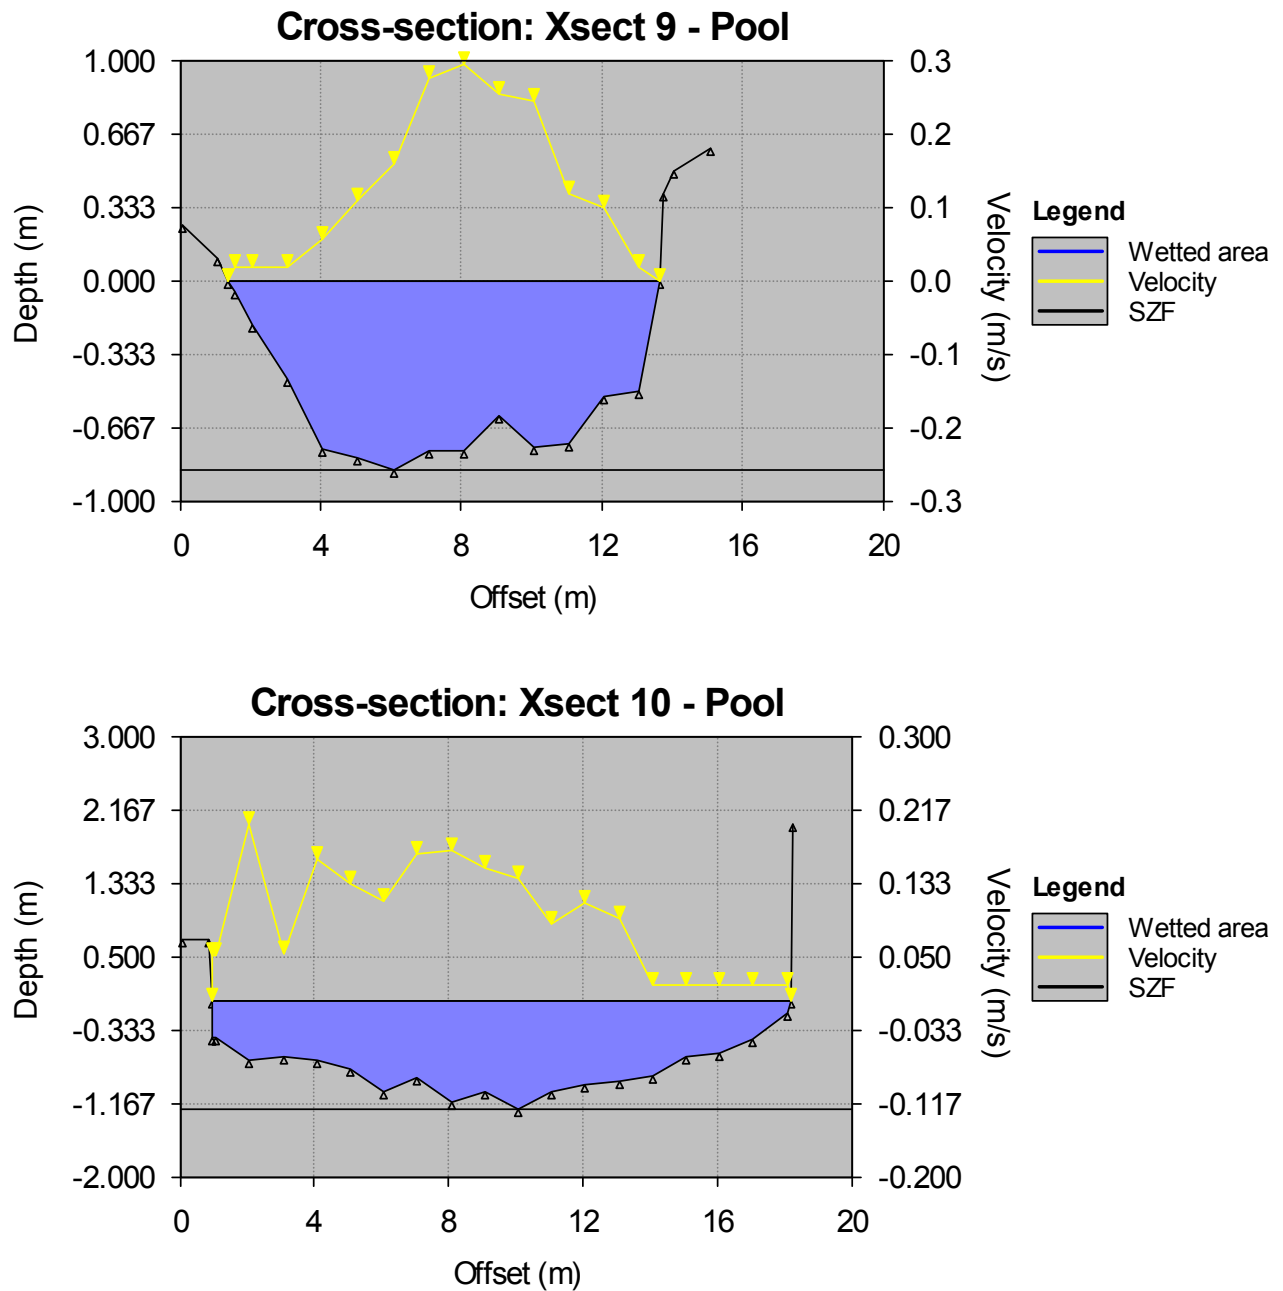 Cross-section: Xsect 9 - Pool
1.000
0.667
0.333
0.000
-0.333
-0.667
-1.000
Depth (m)
0.3
0.2
0.1
0.0
-0.1
-0.2
-0.3
Velocity (m/s)
0 4 8 12 16 20
Offset (m)
Legend
Wetted area
Velocity
SZF
Cross-section: Xsect 10 - Pool
3.000
2.167
1.333
0.500
-0.333
-1.167
-2.000
Depth (m)
0.300
0.217
0.133
0.050
-0.033
-0.117
-0.200
Velocity (m/s)
0 4 8 12 16 20
Offset (m)
Legend
Wetted area
Velocity
SZF